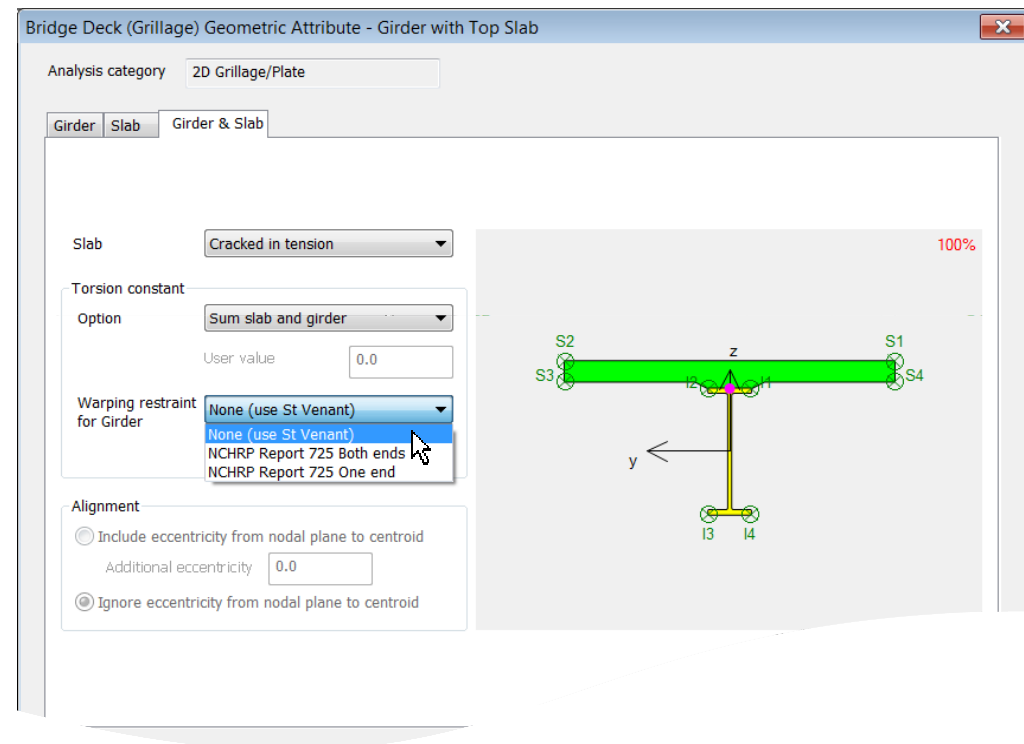 Bridge Deck (Grillage) Geometric Attribute - Girder with Top Slab
Analysis category 2D Grillage/Plate
Girder Slab Girder & Slab
Slab Cracked in tension
100%
Torsion constant
Option Sum slab and girder
User value 0.0
Warping restraint
for Girder
None (use St Venant)
None (use St Venant)
NCHRP Report 725 Both ends
NCHRP Report 725 One end
Alignment
Include eccentricity from nodal plane to centroid
Additional eccentricity 0.0
Ignore eccentricity from nodal plane to centroid
S2 z S1
S3 I2 I1 S4
y
I3 I4